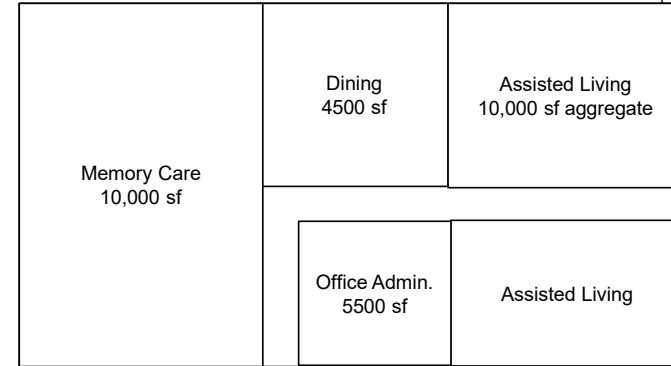 Memory Care
10,000 sf
Dining
4500 sf
Assisted Living
10,000 sf aggregate
Office Admin.
5500 sf
Assisted Living